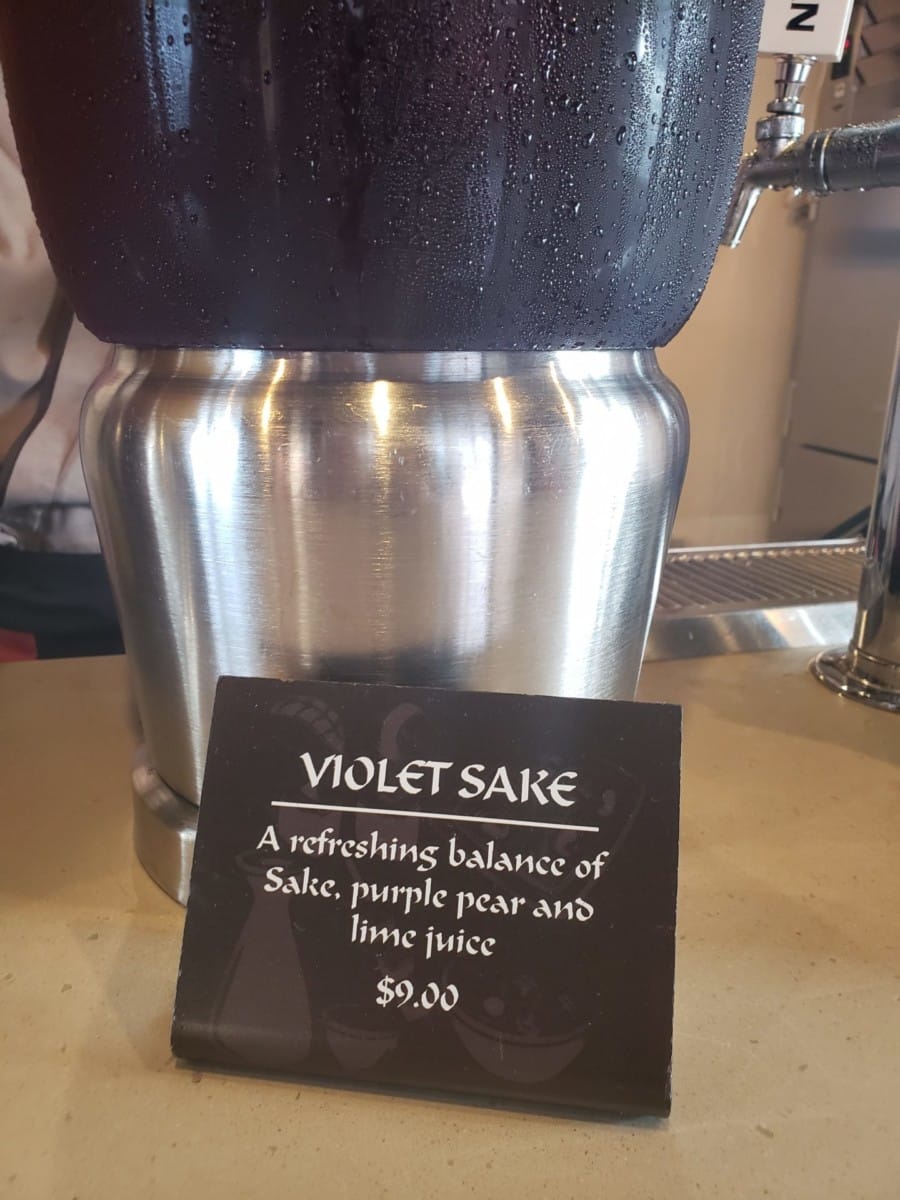 N
VIOLET SAKE
A refreshing balance of
Sake, purple pear and
lime juice
$9.00